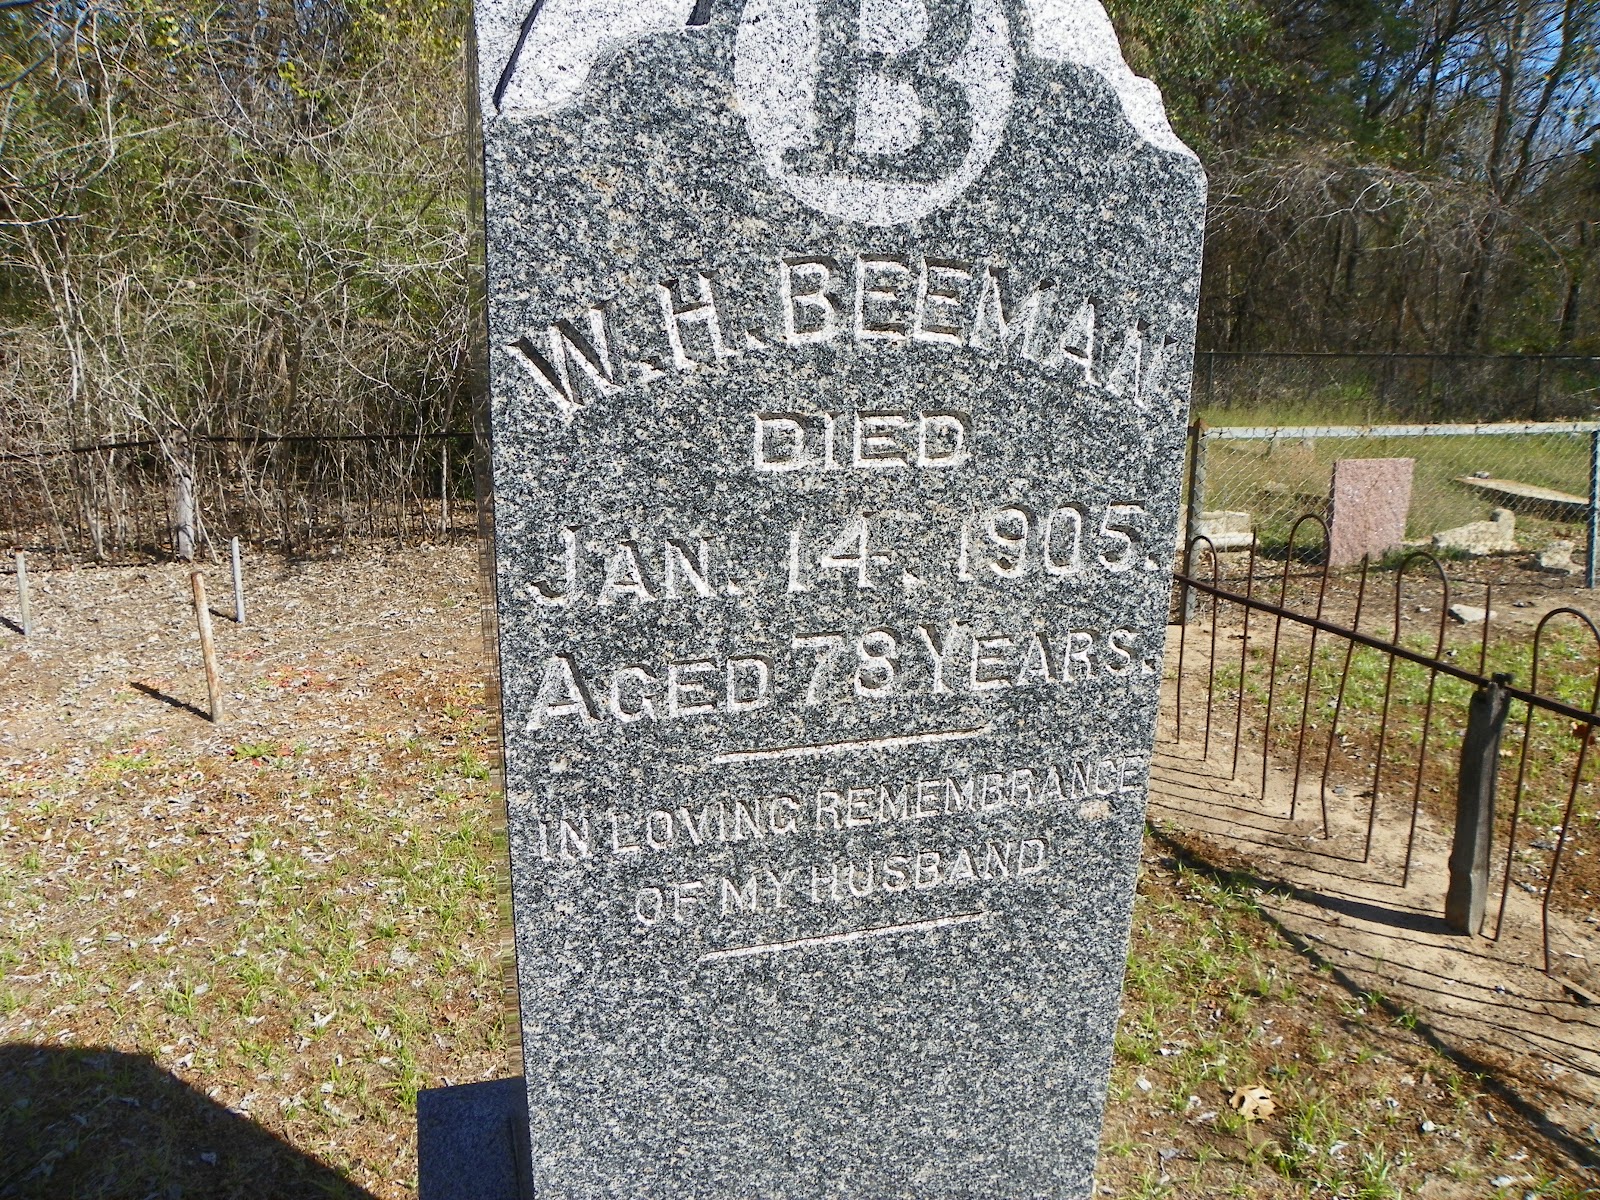 B
W. H. BEEMAN
DIED
JAN. 14. 1905.
AGED 78 YEARS.
IN LOVING REMEMBRANCE
OF MY HUSBAND